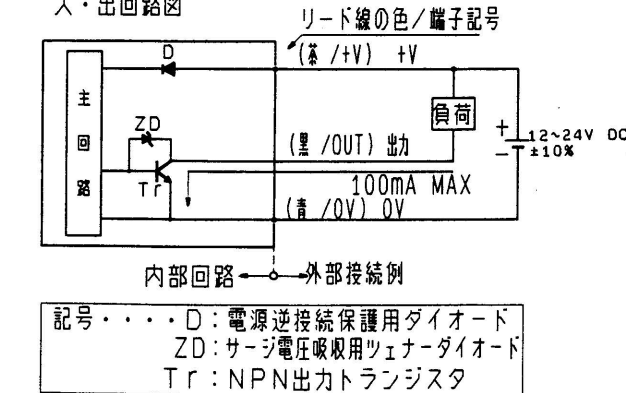 入・出回路図
リード線の色/端子記号
(茶 /+V) +V
D
主回路
ZD
負荷
(黒 /OUT) 出力
+
12~24V DC
−
±10%
Tr
100mA MAX
(青 /0V) 0V
内部回路
外部接続例
記号・・・・D:電源逆接続保護用ダイオード
ZD:サージ電圧吸収用ツェナーダイオード
Tr:NPN出力トランジスタ